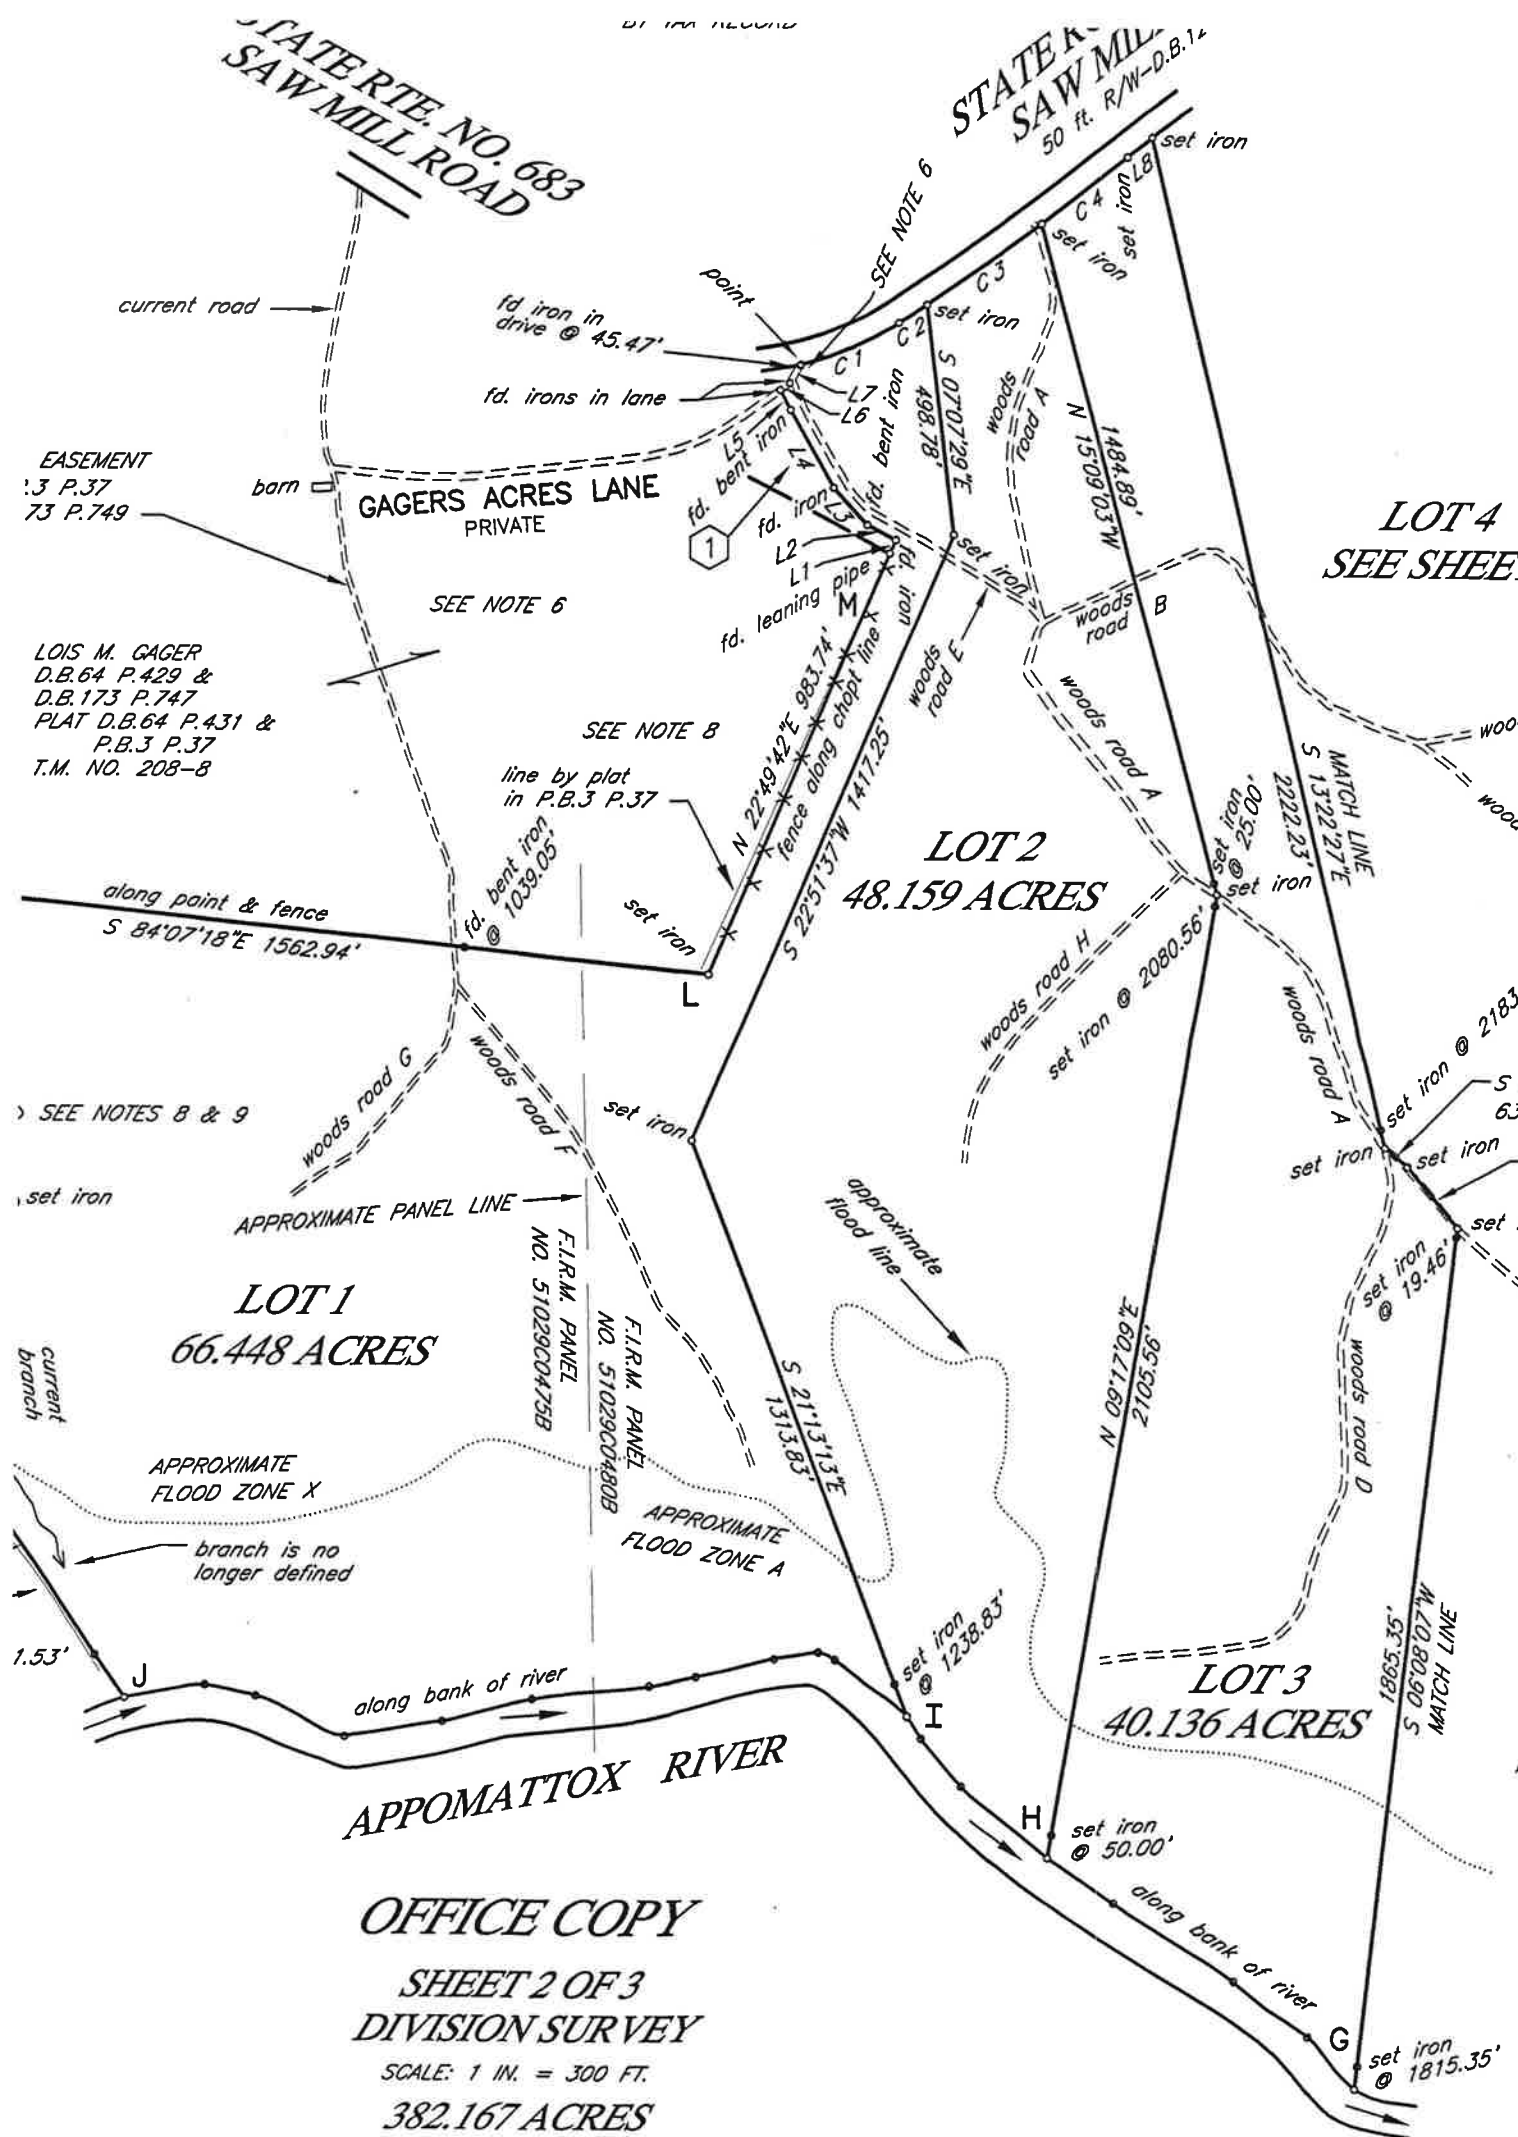 BY TAX RECORD
STATE RTE. NO. 683
SAW MILL ROAD
STATE
SAW MILL
50 ft. R/W-D.B.12
set iron
L8
set iron
C 4
set iron
SEE NOTE 6
point
C 3
set iron
C 2
C 1
current road
fd iron in
drive @ 45.47'
fd. irons in lane
L7
L6
L5
L4
fd. bent iron
fd. bent iron
S 07°07'29"E
498.78'
woods
road A
N 15°09'03"W
1484.89'
EASEMENT
3 P.37
73 P.749
barn
GAGERS ACRES LANE
PRIVATE
1
fd. iron
L3
L2
L1
fd. leaning pipe
fd. iron
set iron
M
LOT 4
SEE SHEE
SEE NOTE 6
woods
road B
woods
road E
LOIS M. GAGER
D.B.64 P.429 &
D.B.173 P.747
PLAT D.B.64 P.431 &
P.B.3 P.37
T.M. NO. 208-8
SEE NOTE 8
line by plat
in P.B.3 P.37
N 22°49'42"E 983.74'
fence along chopt line
S 22°51'37"W 1417.25'
woods road A
MATCH LINE
S 13°22'27"E
2222.23'
woo
wood
LOT 2
48.159 ACRES
set iron
@ 25.00'
set iron
along point & fence
S 84°07'18"E 1562.94'
fd. bent iron
@ 1039.05'
set iron
L
woods road H
set iron @ 2080.56'
woods road A
set iron @ 2183
S
63
set iron
set iron
set
set iron
@ 19.46'
woods road G
woods road F
set iron
SEE NOTES 8 & 9
set iron
APPROXIMATE PANEL LINE
approximate
flood line
F.I.R.M. PANEL
NO. 51029C0475B
F.I.R.M. PANEL
NO. 51029C0480B
LOT 1
66.448 ACRES
current
branch
S 21°13'13"E
1313.83'
N 09°17'09"E
2105.56'
woods road D
APPROXIMATE
FLOOD ZONE X
APPROXIMATE
FLOOD ZONE A
branch is no
longer defined
1.53'
J
along bank of river
set iron
@ 1238.83'
I
LOT 3
40.136 ACRES
1865.35'
S 06°08'07"W
MATCH LINE
APPOMATTOX RIVER
H
set iron
@ 50.00'
along bank of river
G
set iron
@ 1815.35'
OFFICE COPY
SHEET 2 OF 3
DIVISION SURVEY
SCALE: 1 IN. = 300 FT.
382.167 ACRES